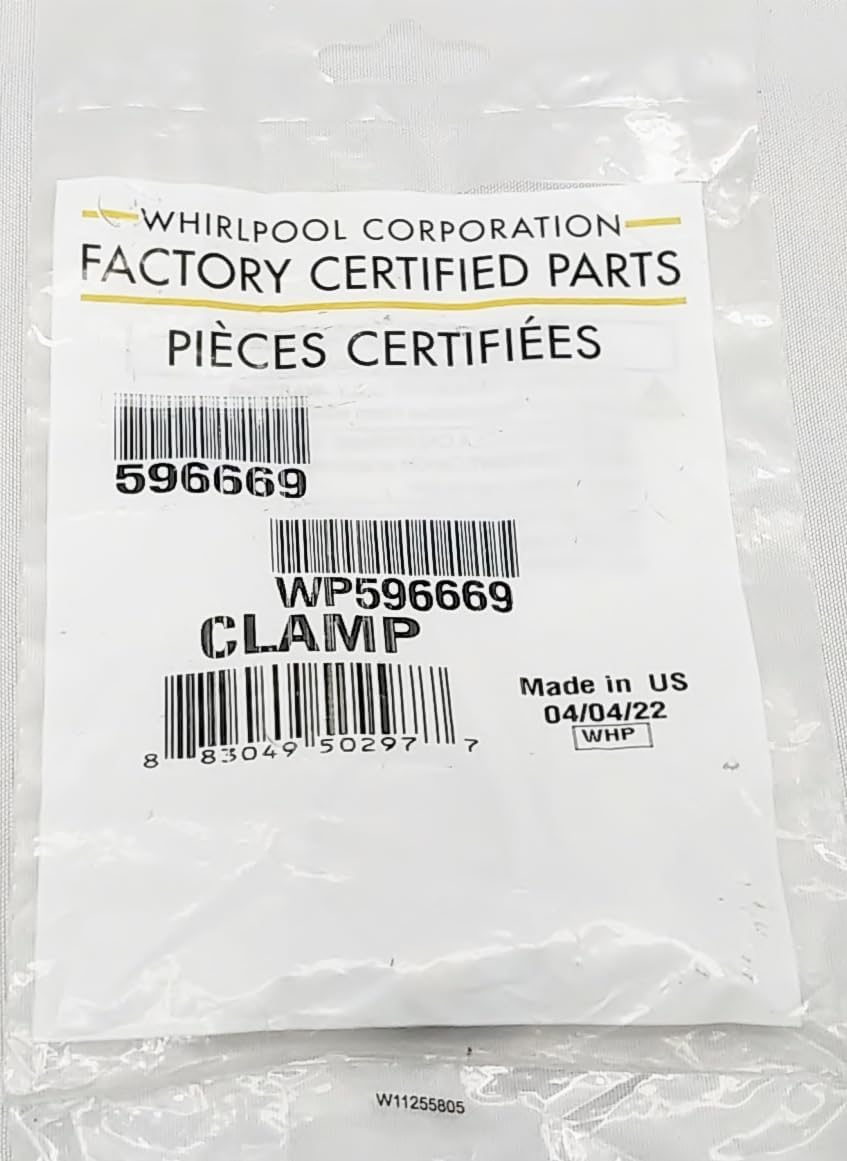 WHIRLPOOL CORPORATION
FACTORY CERTIFIED PARTS
PIÈCES CERTIFIÉES
596669
WP596669
CLAMP
8 83049 50297 7
Made in US
04/04/22
WHP
W11255805